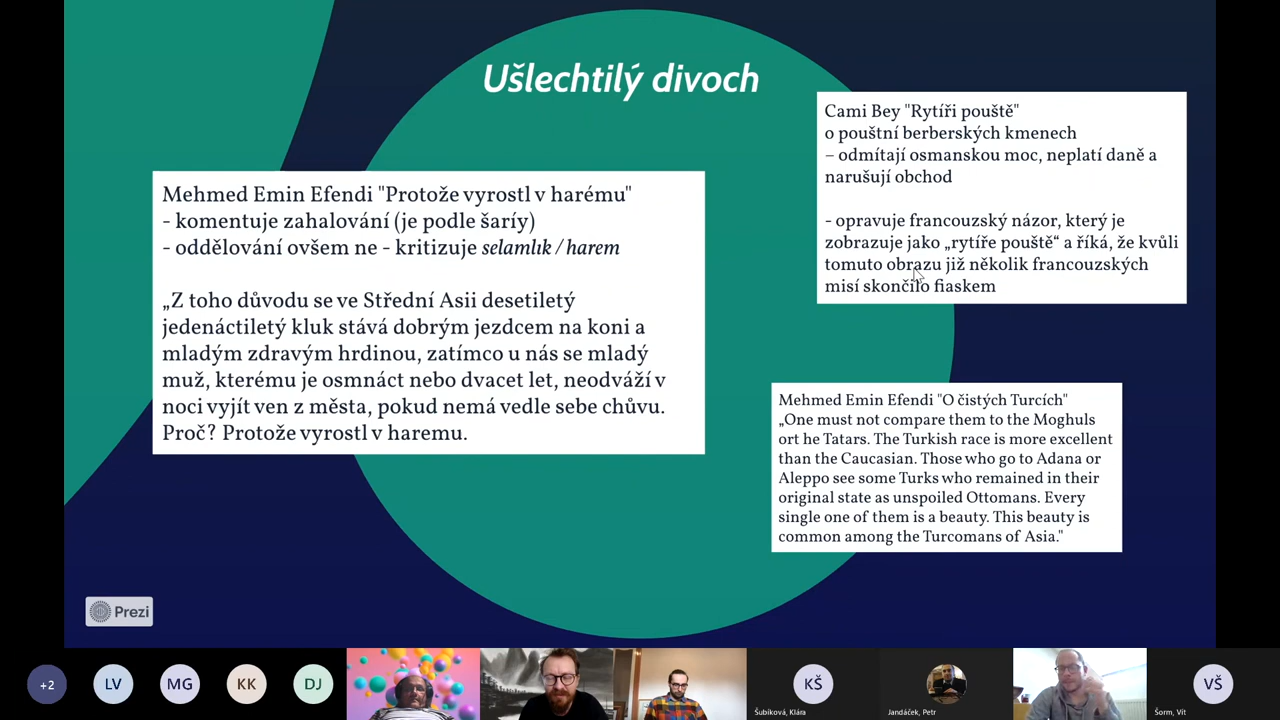 Ušlechtilý divoch
Mehmed Emin Efendi "Protože vyrostl v harému"
- komentuje zahalování (je podle šaríy)
- oddělování ovšem ne - kritizuje selamlık / harem
„Z toho důvodu se ve Střední Asii desetiletý
jedenáctiletý kluk stává dobrým jezdcem na koni a
mladým zdravým hrdinou, zatímco u nás se mladý
muž, kterému je osmnáct nebo dvacet let, neodváží v
noci vyjít ven z města, pokud nemá vedle sebe chůvu.
Proč? Protože vyrostl v haremu.
Cami Bey "Rytíři pouště"
o pouštní berberských kmenech
– odmítají osmanskou moc, neplatí daně a
narušují obchod
- opravuje francouzský názor, který je
zobrazuje jako „rytíře pouště“ a říká, že kvůli
tomuto obrazu již několik francouzských
misí skončilo fiaskem
Mehmed Emin Efendi "O čistých Turcích"
„One must not compare them to the Moghuls
ort he Tatars. The Turkish race is more excellent
than the Caucasian. Those who go to Adana or
Aleppo see some Turks who remained in their
original state as unspoiled Ottomans. Every
single one of them is a beauty. This beauty is
common among the Turcomans of Asia."
Prezi
+2
LV
MG
KK
DJ
KŠ
Šubíková, Klára
Jandáček, Petr
VŠ
Šorm, Vít